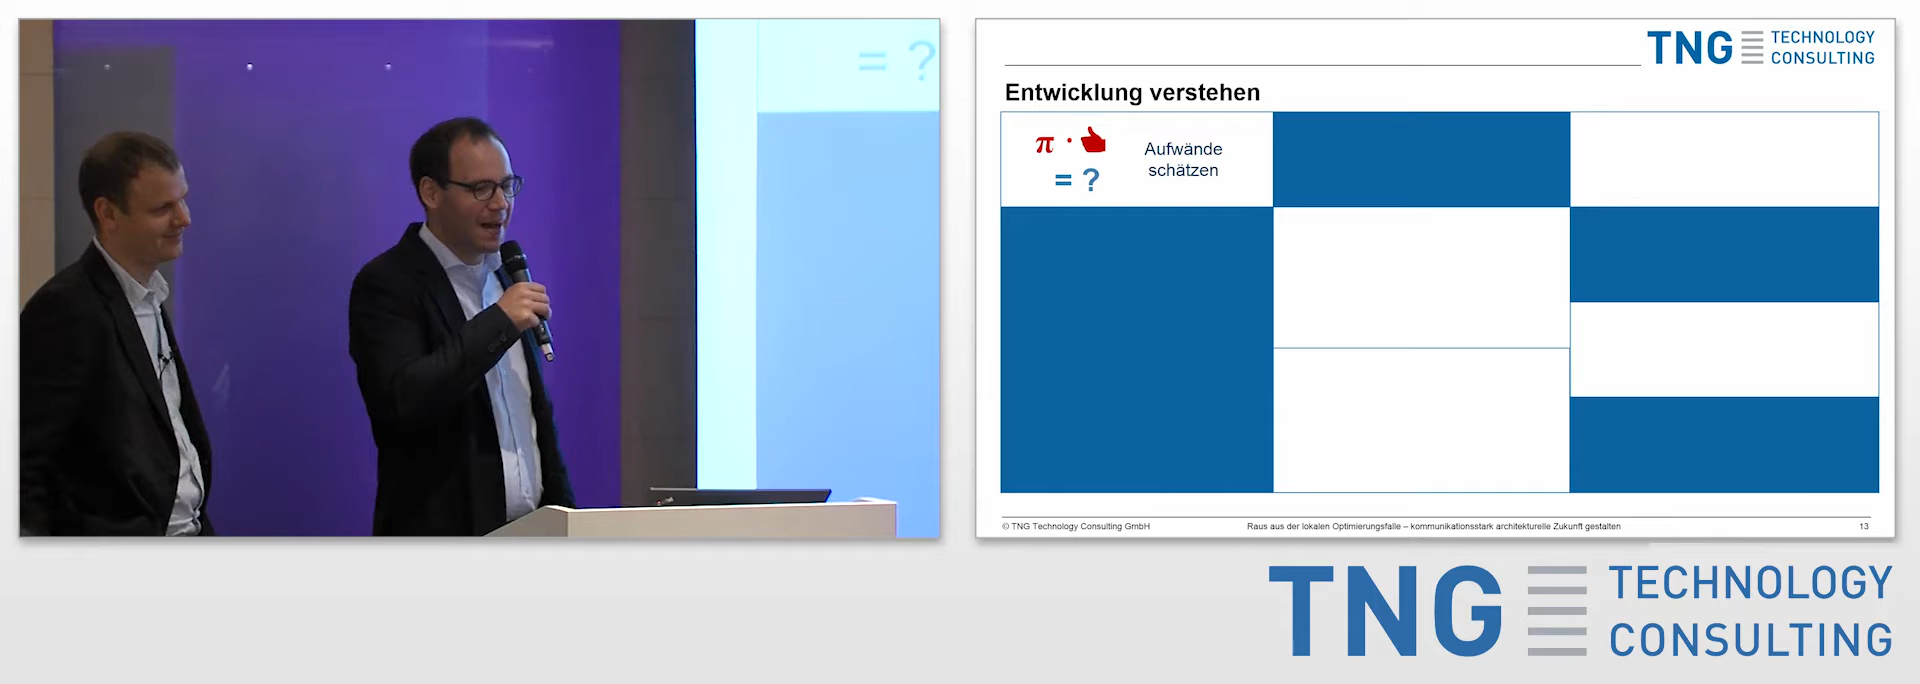 = ?
TNG TECHNOLOGY
CONSULTING
Entwicklung verstehen
π ·
= ?
Aufwände
schätzen
© TNG Technology Consulting GmbH
Raus aus der lokalen Optimierungsfalle – kommunikationsstark architekturelle Zukunft gestalten
13
TNG TECHNOLOGY
CONSULTING